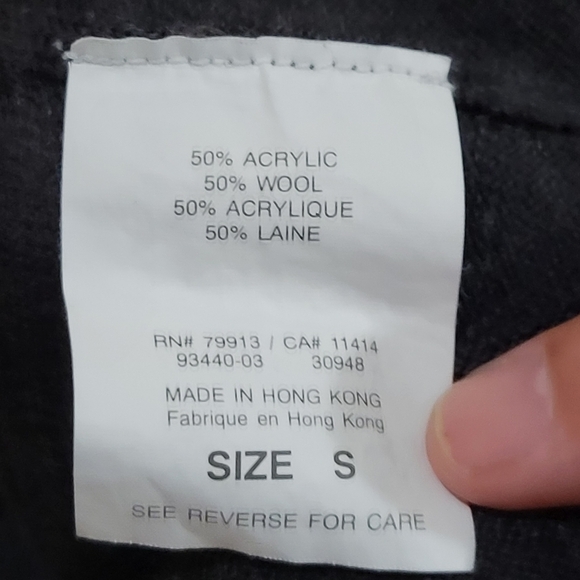 50% ACRYLIC
50% WOOL
50% ACRYLIQUE
50% LAINE
RN# 79913 / CA# 11414
93440-03 30948
MADE IN HONG KONG
Fabrique en Hong Kong
SIZE S
SEE REVERSE FOR CARE